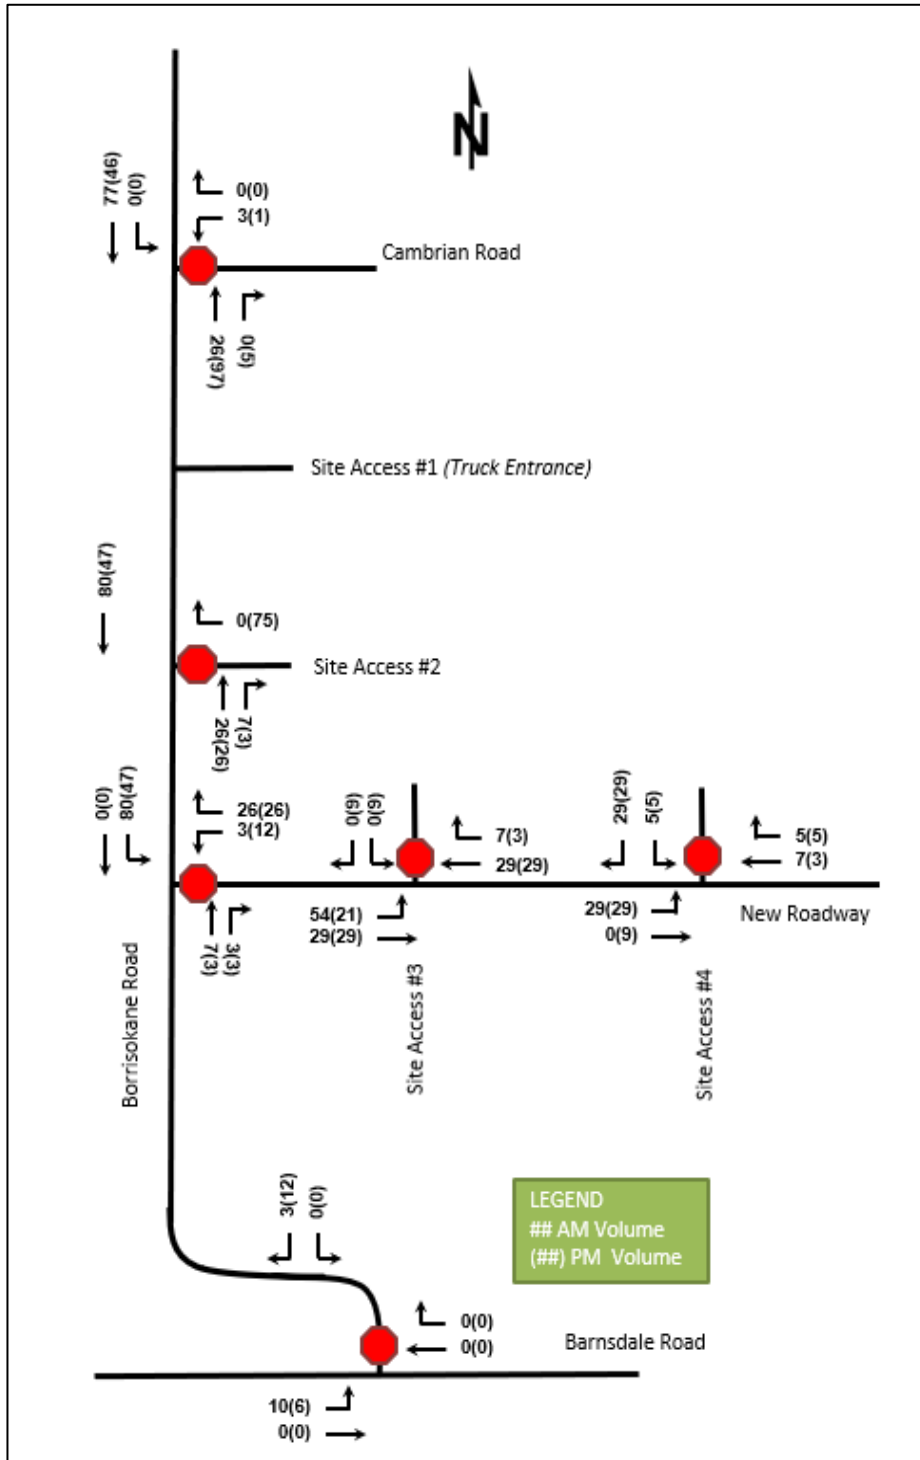 N
77(46)
0(0)
0(0)
3(1)
Cambrian Road
26(97)
0(5)
Site Access #1 (Truck Entrance)
80(47)
0(75)
Site Access #2
26(26)
7(3)
0(0)
80(47)
26(26)
3(12)
0(9)
0(9)
7(3)
29(29)
29(29)
5(5)
5(5)
7(3)
7(3)
3(3)
54(21)
29(29)
29(29)
0(9)
New Roadway
Borrisokane Road
Site Access #3
Site Access #4
3(12)
0(0)
LEGEND
## AM Volume
(##) PM Volume
0(0)
0(0)
Barnsdale Road
10(6)
0(0)